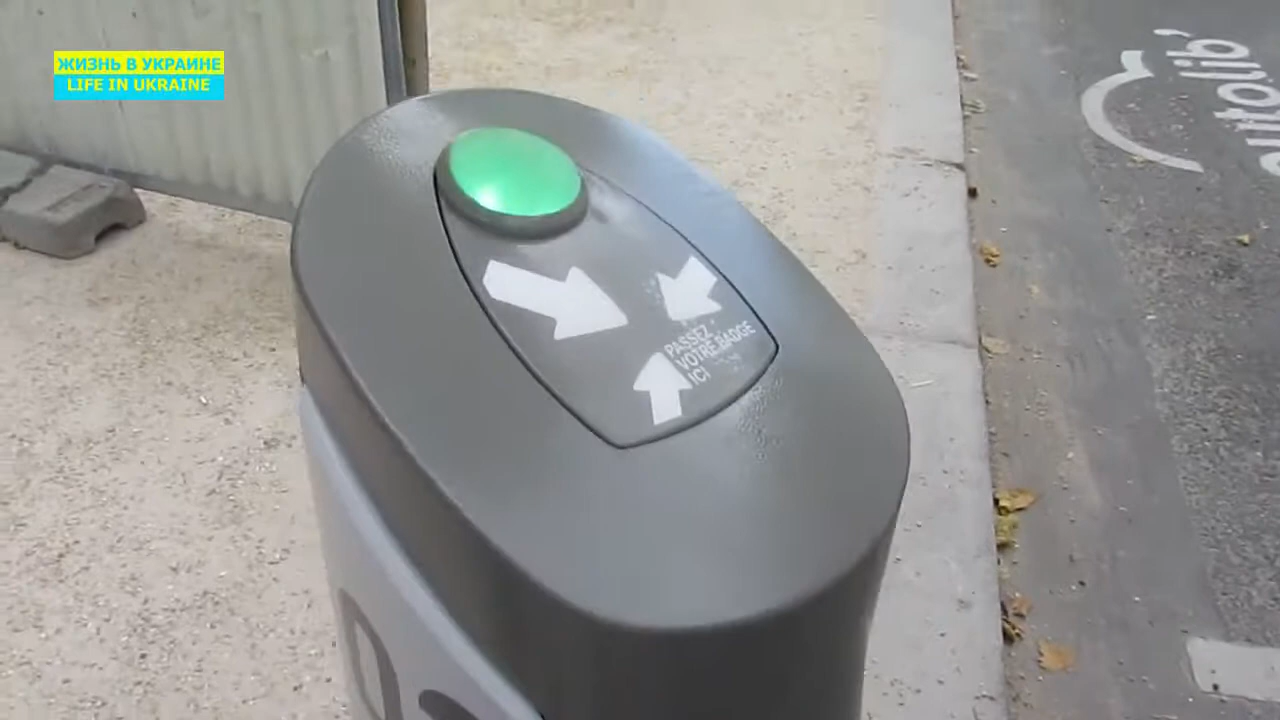 ЖИЗНЬ В УКРАИНЕ
LIFE IN UKRAINE
autolib'
PASSEZ
VOTRE BADGE
ICI